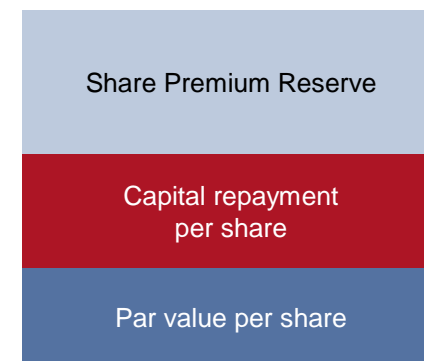 Share Premium Reserve
Capital repayment
per share
Par value per share